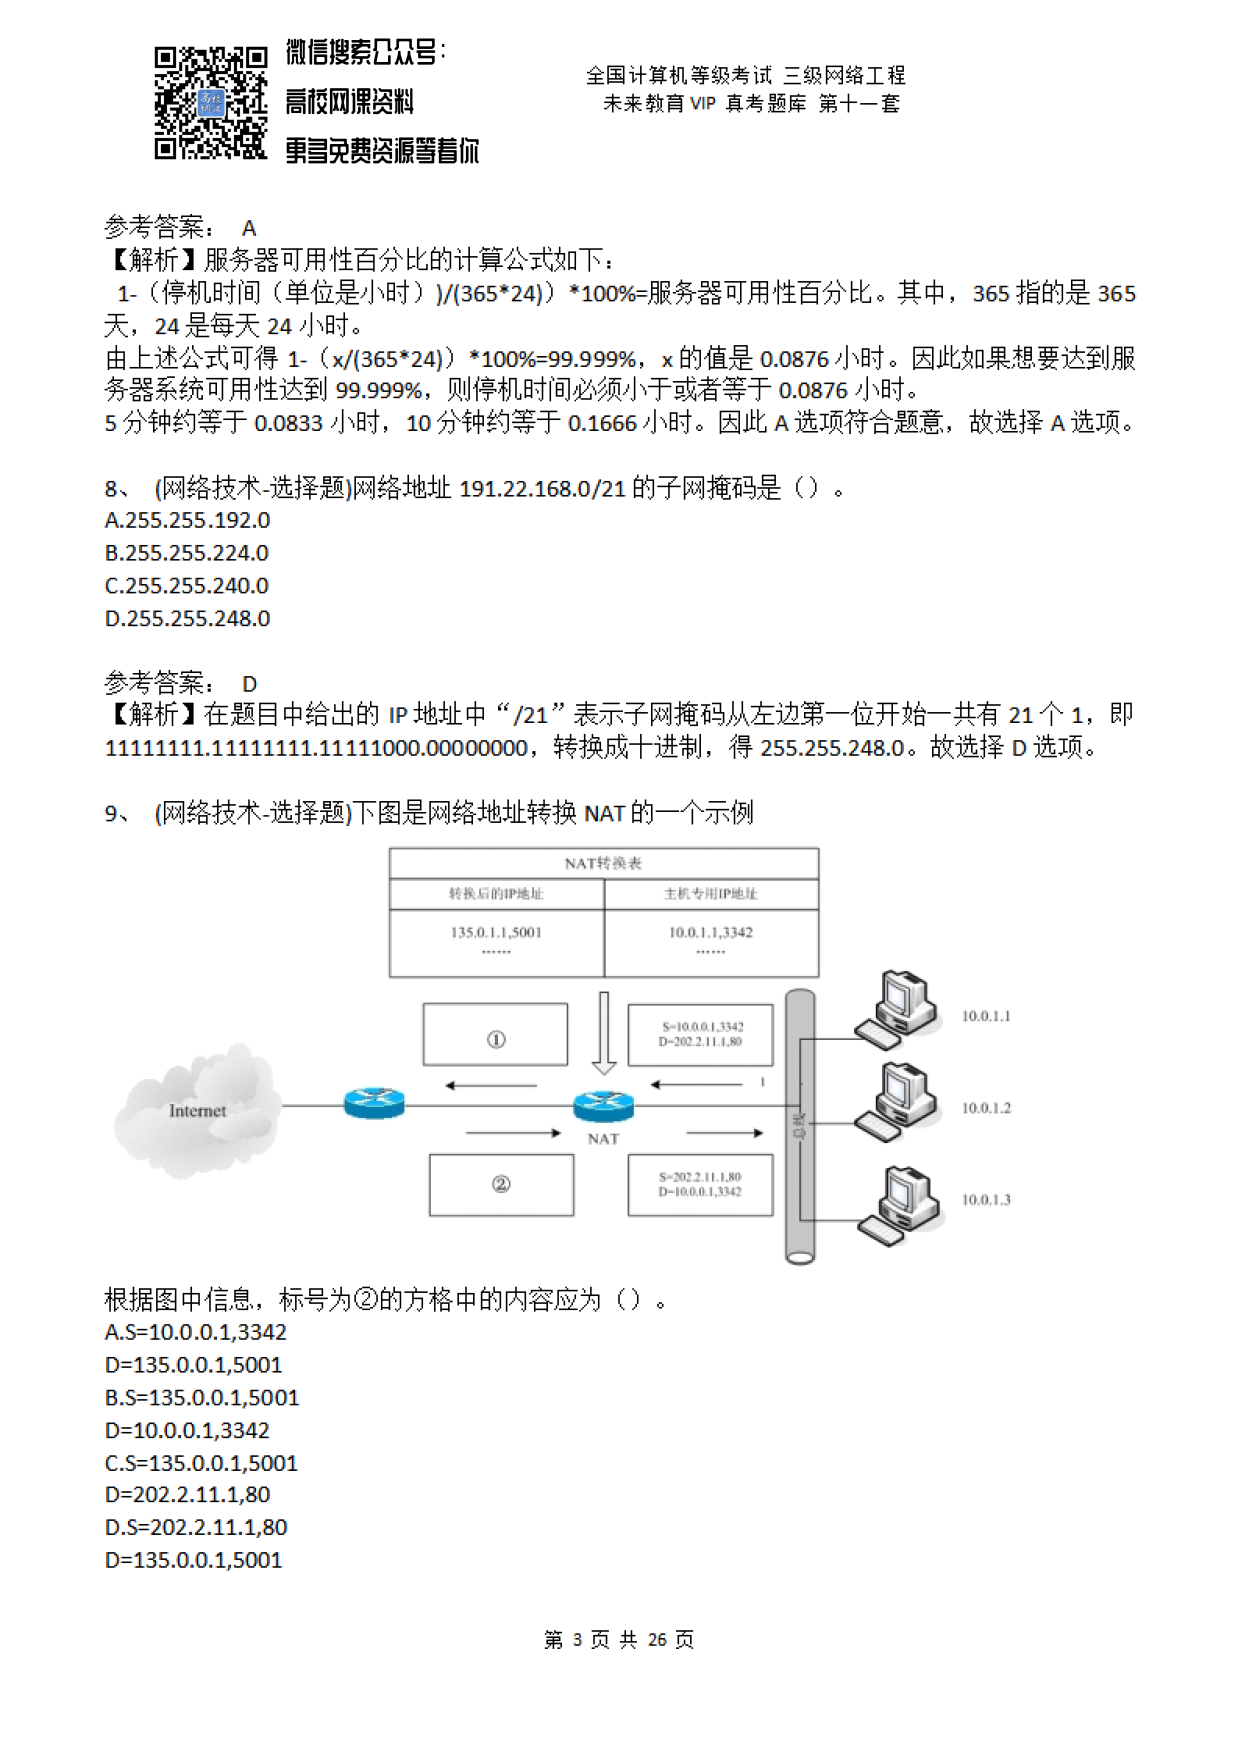 微信搜索公众号：
高校网课资料
更多免费资源等着你
高校
网课
全国计算机等级考试 三级网络工程
未来教育 VIP 真考题库 第十一套
参考答案： A
【解析】服务器可用性百分比的计算公式如下：
1-（停机时间（单位是小时）)/(365*24)）*100%=服务器可用性百分比。其中，365 指的是 365
天，24 是每天 24 小时。
由上述公式可得 1-（x/(365*24)）*100%=99.999%，x 的值是 0.0876 小时。因此如果想要达到服
务器系统可用性达到 99.999%，则停机时间必须小于或者等于 0.0876 小时。
5 分钟约等于 0.0833 小时，10 分钟约等于 0.1666 小时。因此 A 选项符合题意，故选择 A 选项。
8、 (网络技术-选择题)网络地址 191.22.168.0/21 的子网掩码是（）。
A.255.255.192.0
B.255.255.224.0
C.255.255.240.0
D.255.255.248.0
参考答案： D
【解析】在题目中给出的 IP 地址中“/21”表示子网掩码从左边第一位开始一共有 21 个 1，即
11111111.11111111.11111000.00000000，转换成十进制，得 255.255.248.0。故选择 D 选项。
9、 (网络技术-选择题)下图是网络地址转换 NAT 的一个示例
NAT转换表
转换后的IP地址 主机专用IP地址
135.0.1.1,5001 10.0.1.1,3342
…… ……
① S=10.0.0.1,3342
D=202.2.11.1,80
10.0.1.1
1
Internet
NAT
总线
10.0.1.2
② S=202.2.11.1,80
D=10.0.0.1,3342
10.0.1.3
根据图中信息，标号为②的方格中的内容应为（）。
A.S=10.0.0.1,3342
D=135.0.0.1,5001
B.S=135.0.0.1,5001
D=10.0.0.1,3342
C.S=135.0.0.1,5001
D=202.2.11.1,80
D.S=202.2.11.1,80
D=135.0.0.1,5001
第 3 页 共 26 页